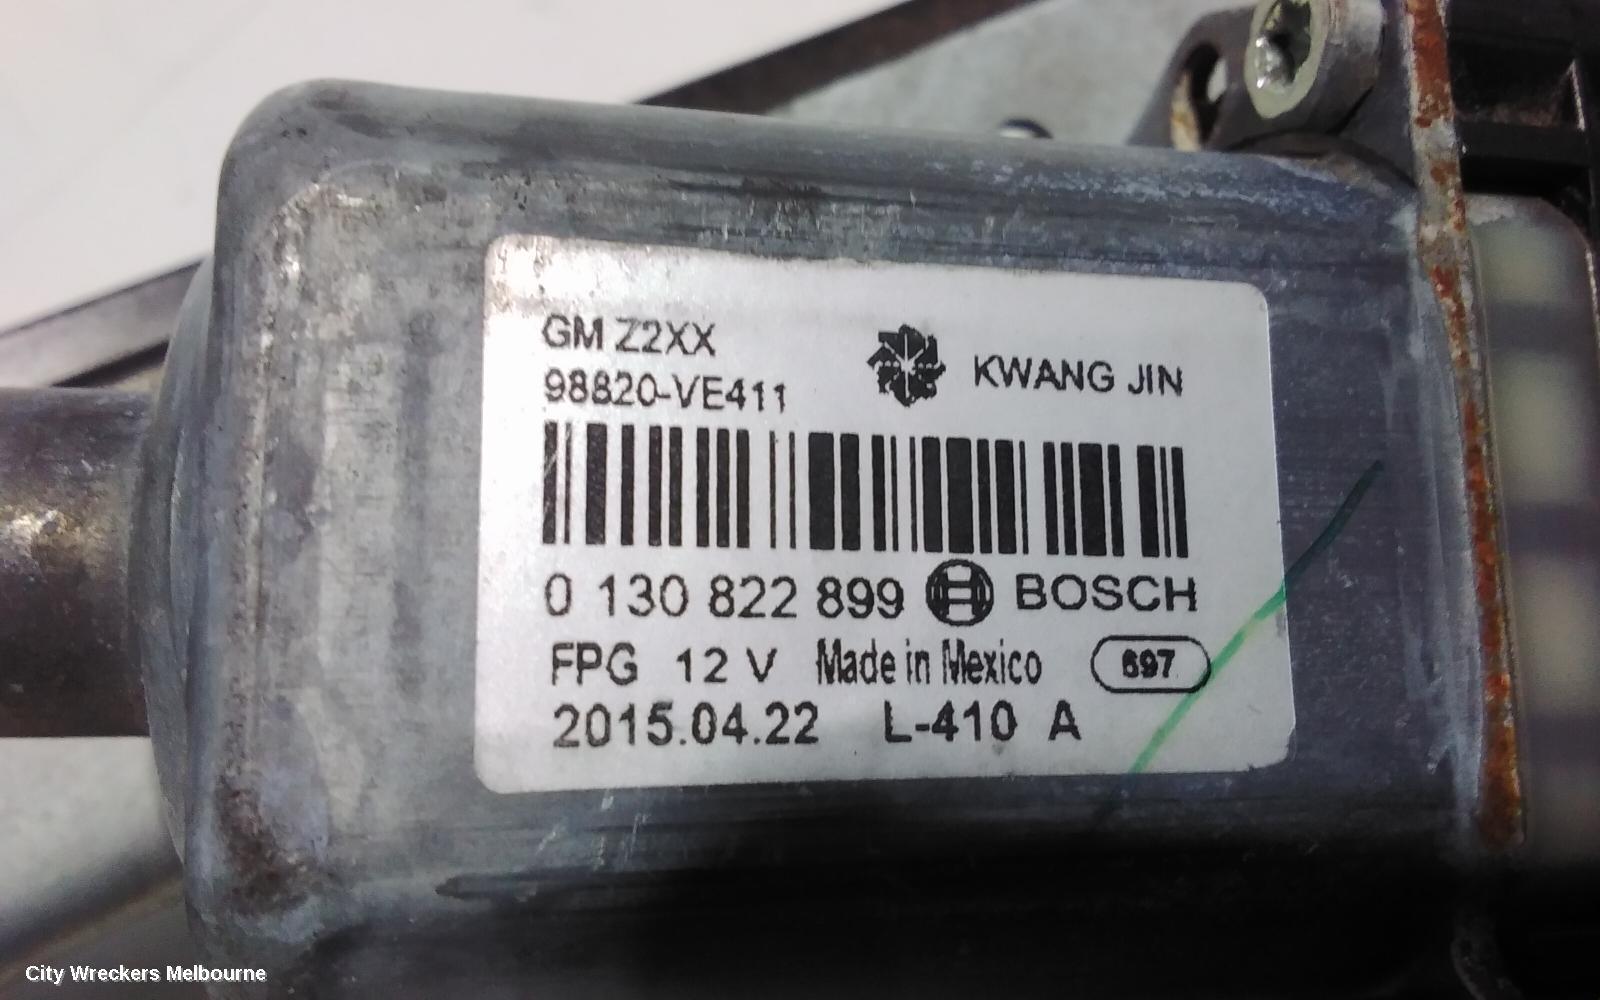 GM Z2XX
98820-VE411
KWANG JIN
0 130 822 899 BOSCH
FPG 12 V Made in Mexico 697
2015.04.22 L-410 A
City Wreckers Melbourne